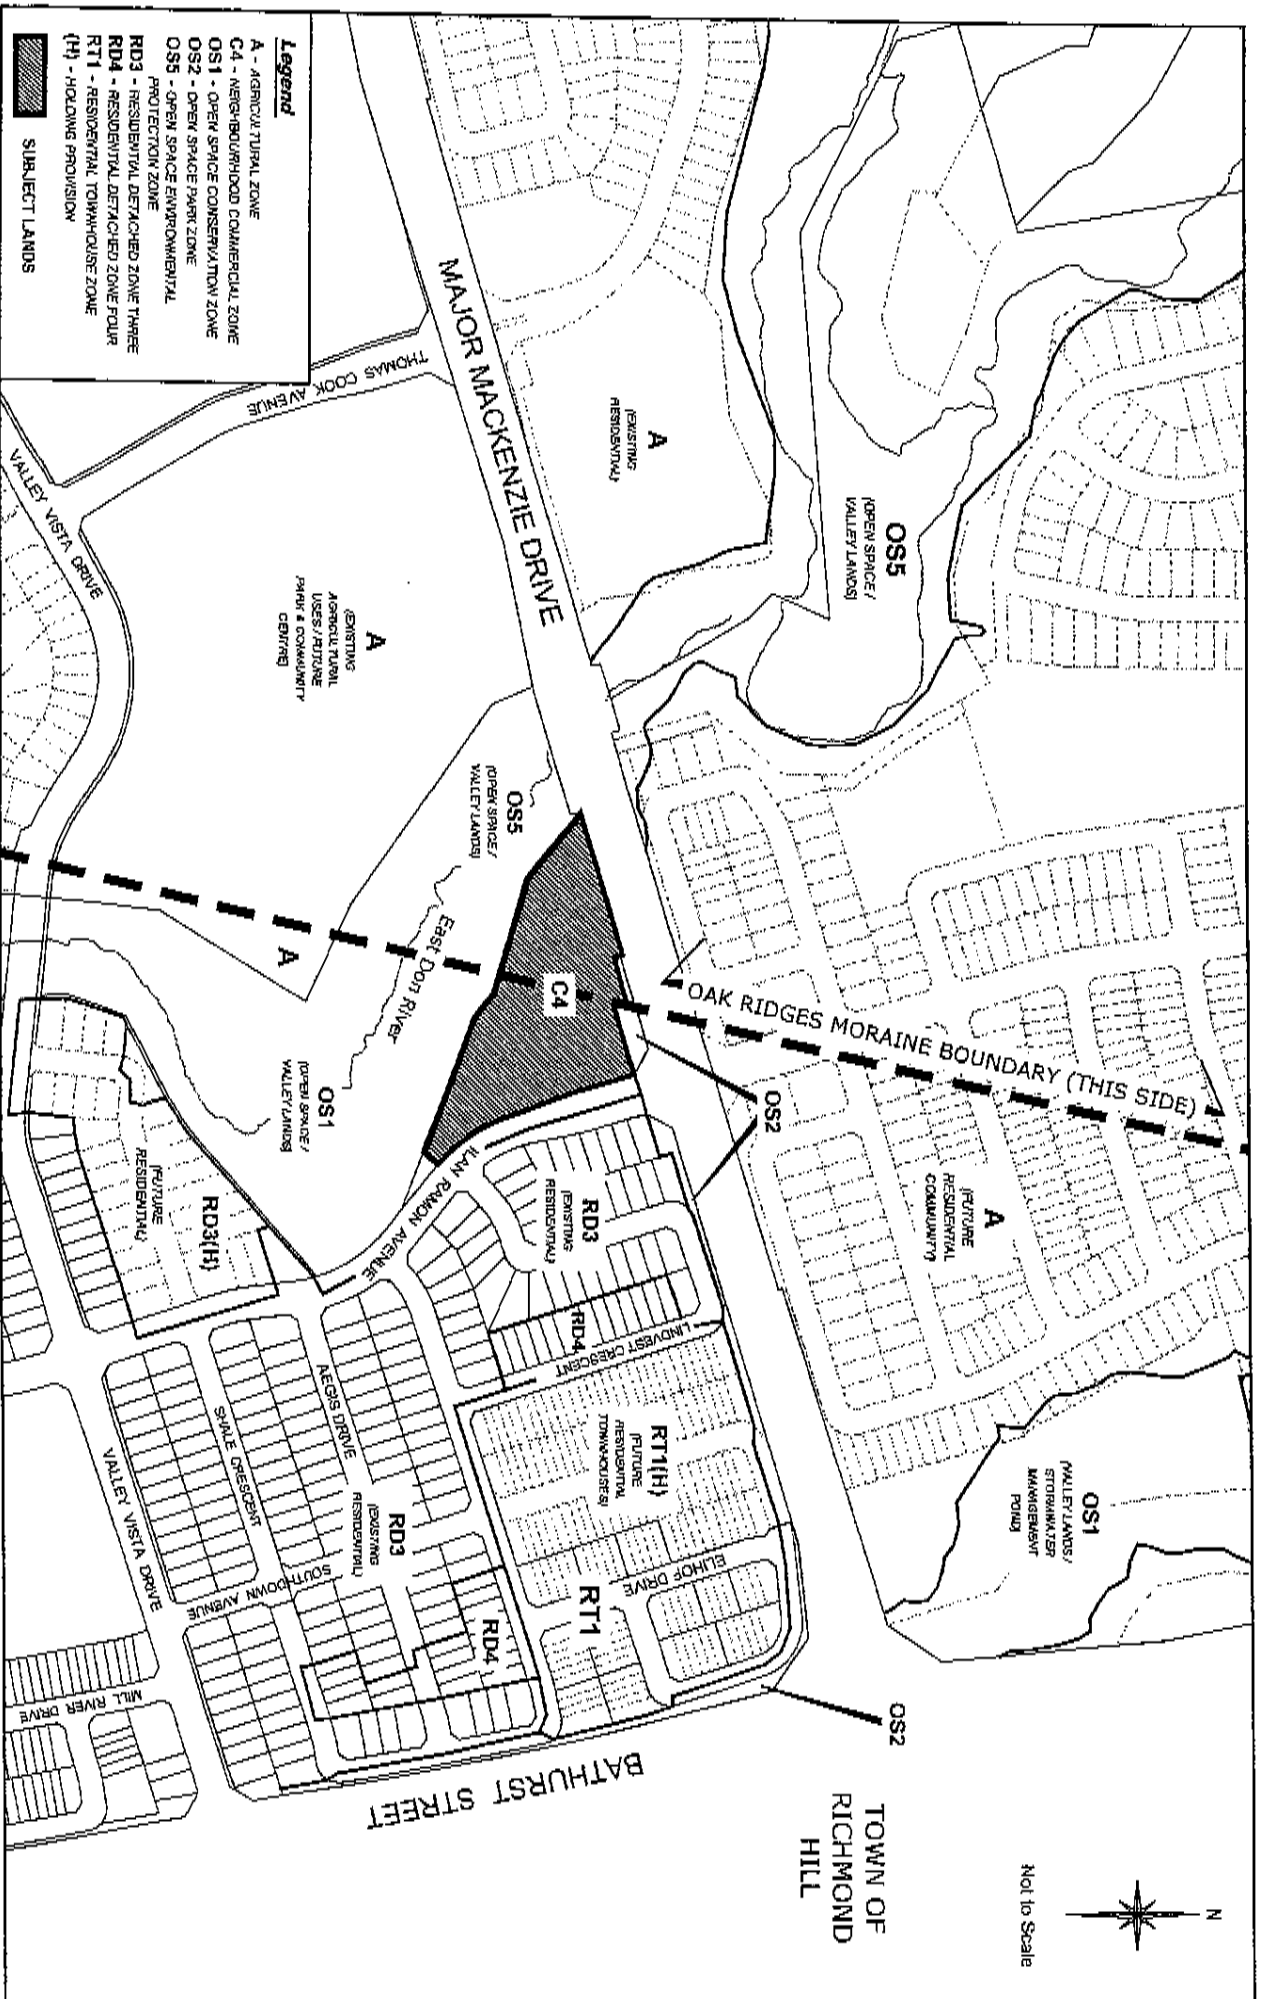 Legend
A - AGRICULTURAL ZONE
C4 - NEIGHBOURHOOD COMMERCIAL ZONE
OS1 - OPEN SPACE CONSERVATION ZONE
OS2 - OPEN SPACE PARK ZONE
OS5 - OPEN SPACE ENVIRONMENTAL
PROTECTION ZONE
RD3 - RESIDENTIAL DETACHED ZONE THREE
RD4 - RESIDENTIAL DETACHED ZONE FOUR
RT1 - RESIDENTIAL TOWNHOUSE ZONE
(H) - HOLDING PROVISION
SUBJECT LANDS
MAJOR MACKENZIE DRIVE
THOMAS COOK AVENUE
VALLEY VISTA DRIVE
A
(EXISTING
RESIDENTIAL)
OS5
(OPEN SPACE /
VALLEY LANDS)
A
(EXISTING
AGRICULTURAL
USES / FUTURE
PARK & COMMUNITY
CENTRE)
OS5
(OPEN SPACE /
VALLEY LANDS)
East Don River
A
C4
OAK RIDGES MORAINE BOUNDARY (THIS SIDE)
OS2
OS1
(OPEN SPACE /
VALLEY LANDS)
ILAN RAMON AVENUE
RD3
(EXISTING
RESIDENTIAL)
RD4
LINDVEST CRESCENT
A
(FUTURE
RESIDENTIAL
COMMUNITY)
RD3(H)
(FUTURE
RESIDENTIAL)
RT1(H)
(FUTURE
RESIDENTIAL
TOWNHOUSES)
OS1
(VALLEY LANDS /
STORMWATER
MANAGEMENT
POND)
AEGIS DRIVE
SHALE CRESCENT
RD3
(EXISTING
RESIDENTIAL)
VALLEY VISTA DRIVE
SOUTHDOWN AVENUE
ELIHOF DRIVE
RT1
RD4
MILL RIVER DRIVE
OS2
BATHURST STREET
TOWN OF
RICHMOND
HILL
N
Not to Scale